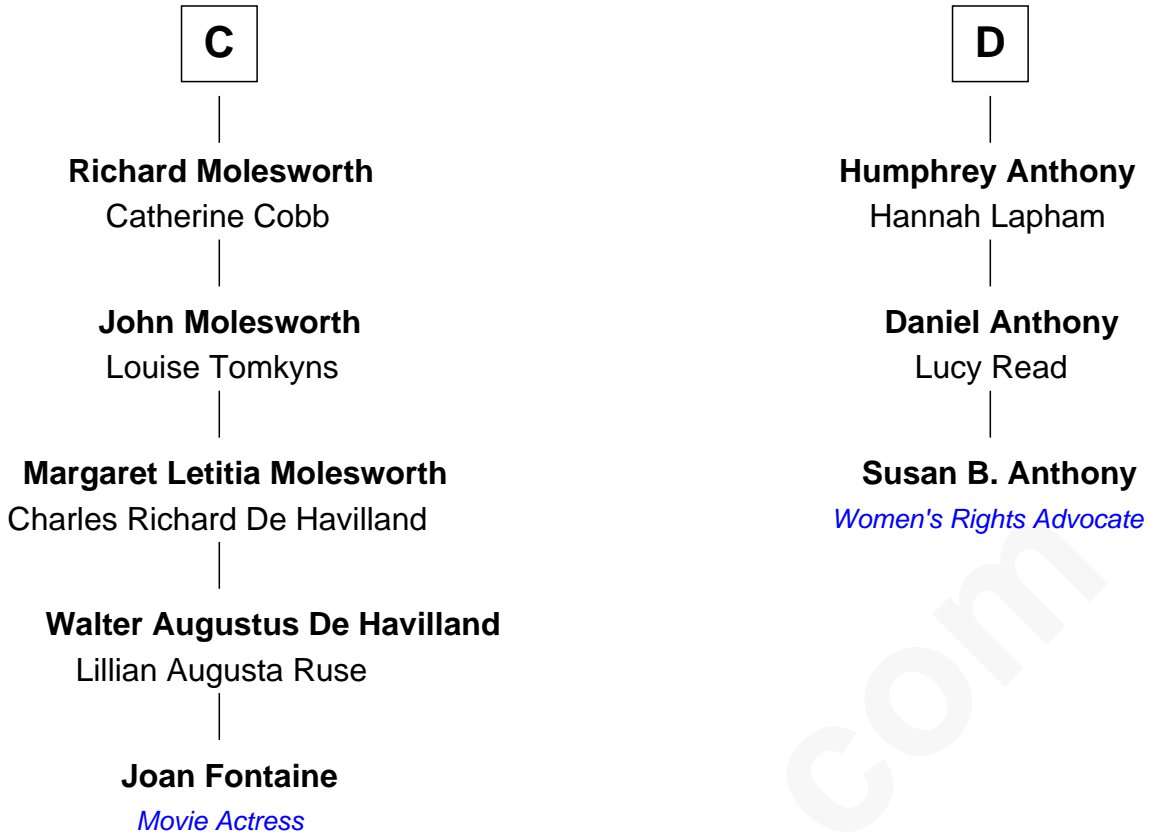 C
Richard Molesworth
Catherine Cobb
John Molesworth
Louise Tomkyns
Margaret Letitia Molesworth
Charles Richard De Havilland
Walter Augustus De Havilland
Lillian Augusta Ruse
Joan Fontaine
Movie Actress
D
Humphrey Anthony
Hannah Lapham
Daniel Anthony
Lucy Read
Susan B. Anthony
Women's Rights Advocate
com